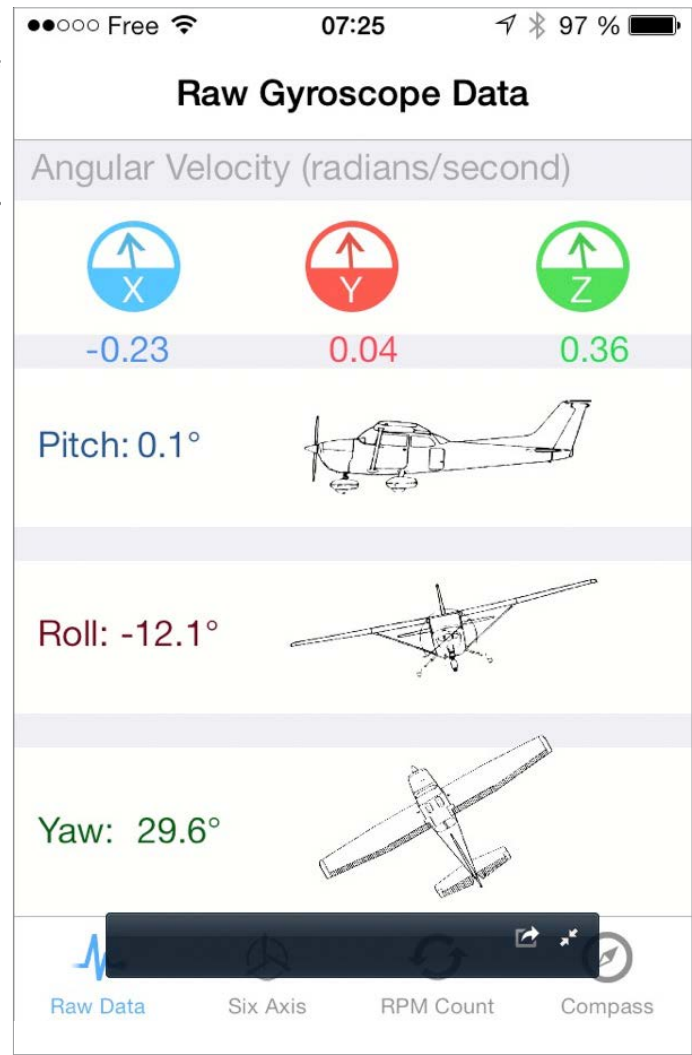 ●●○○○ Free 07:25 97 %
Raw Gyroscope Data
Angular Velocity (radians/second)
X Y Z
-0.23 0.04 0.36
Pitch: 0.1°
Roll: -12.1°
Yaw: 29.6°
Raw Data Six Axis RPM Count Compass